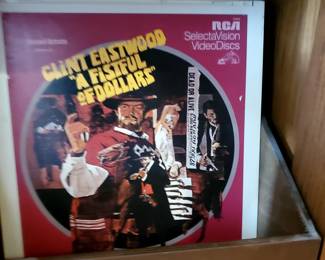 RCA
SelectaVision
VideoDiscs
CLINT EASTWOOD
"A FISTFUL
OF DOLLARS"
DEAD OR ALIVE